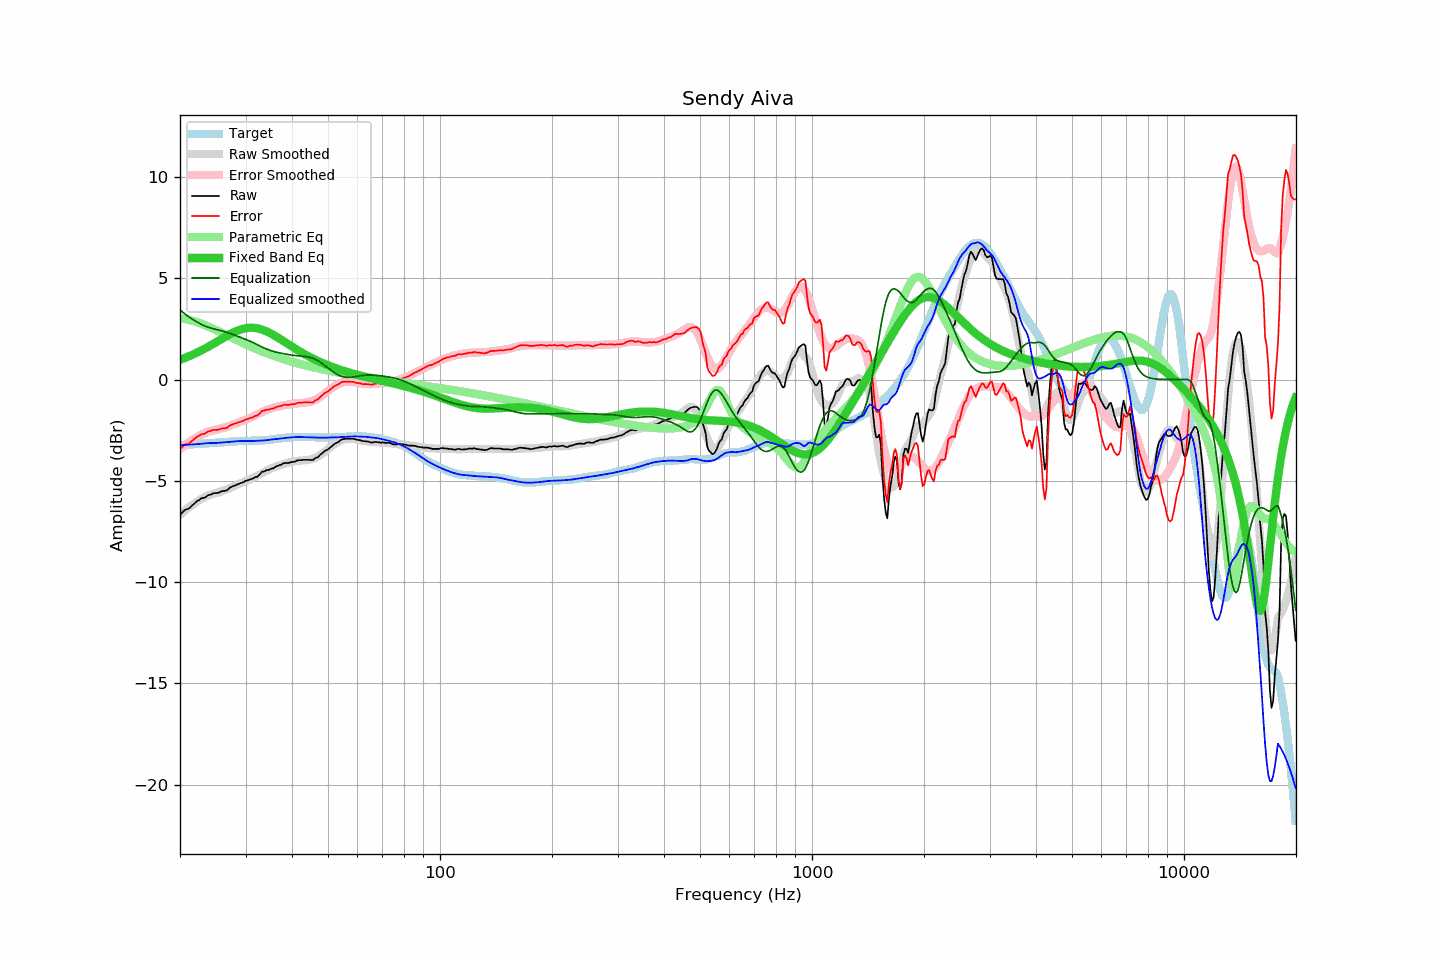 Sendy Aiva
Target
Raw Smoothed
Error Smoothed
Raw
Error
Parametric Eq
Fixed Band Eq
Equalization
Equalized smoothed
Amplitude (dBr)
10
5
0
−5
−10
−15
−20
100
1000
10000
Frequency (Hz)